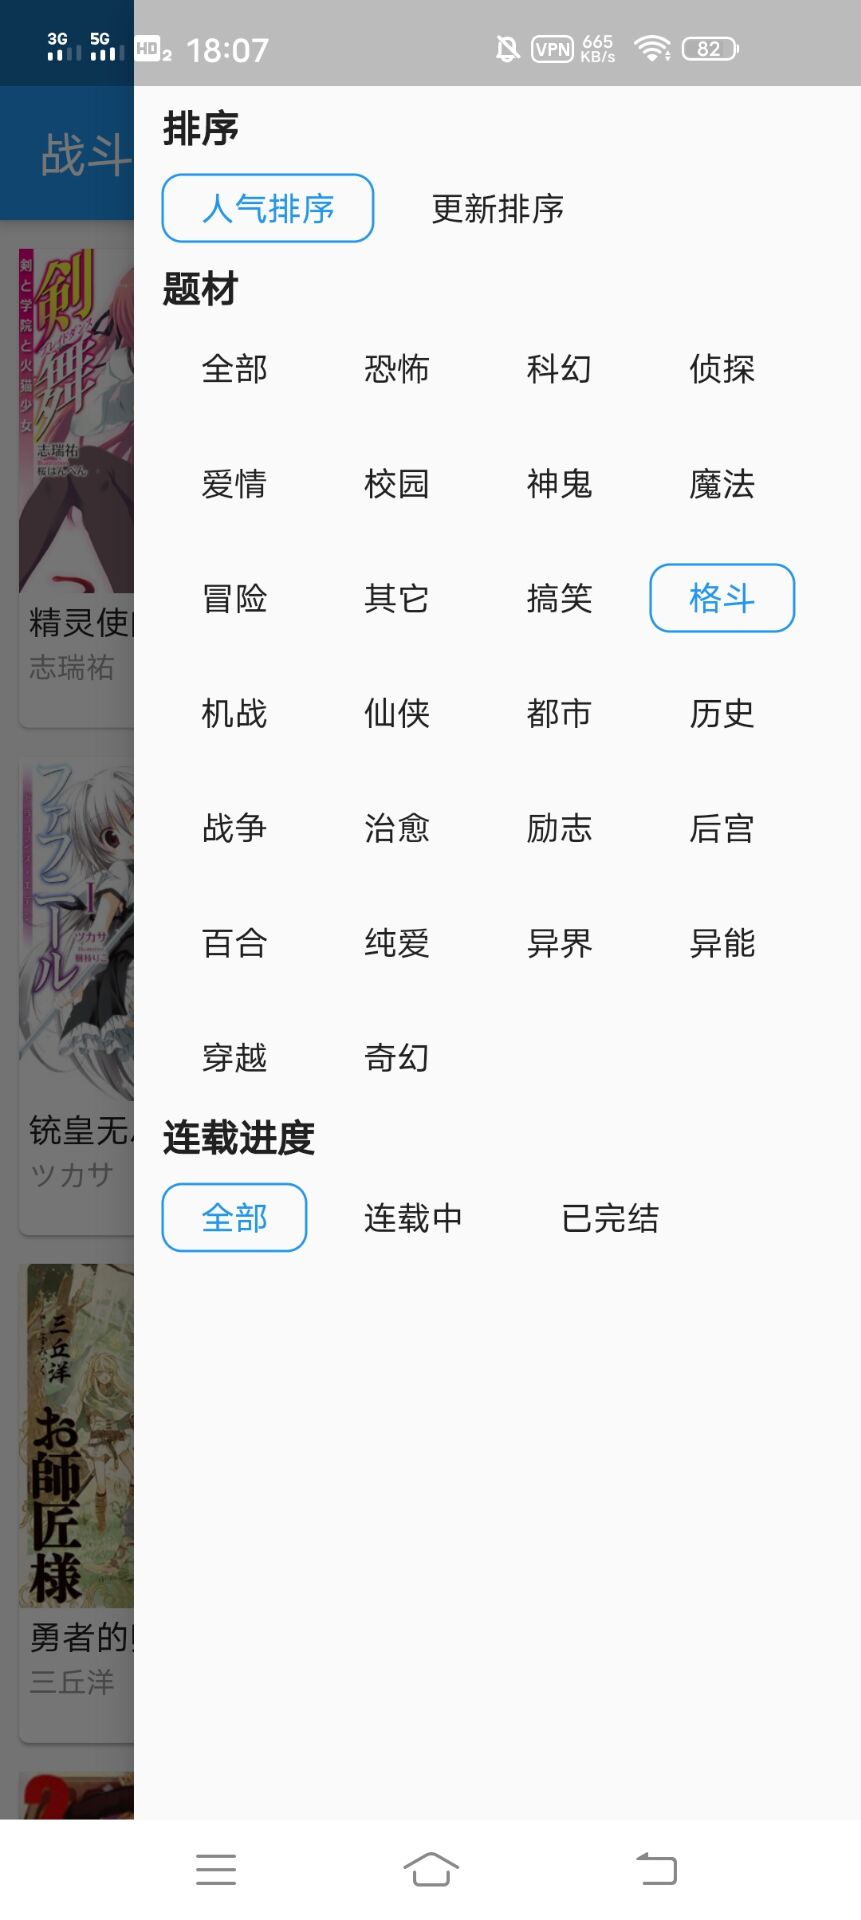 3G 5G HD 2 18:07 VPN 665 KB/s 82
战斗
排序
人气排序 更新排序
题材
全部 恐怖 科幻 侦探
爱情 校园 神鬼 魔法
冒险 其它 搞笑 格斗
机战 仙侠 都市 历史
战争 治愈 励志 后宫
百合 纯爱 异界 异能
穿越 奇幻
连载进度
全部 连载中 已完结
剣と学院と火猫少女
剣舞
志瑞祐
桜はんぺん
精灵使
志瑞祐
ファフニール
I
ツカサ
铳皇无
ツカサ
三丘洋
お師匠様
勇者的
三丘洋